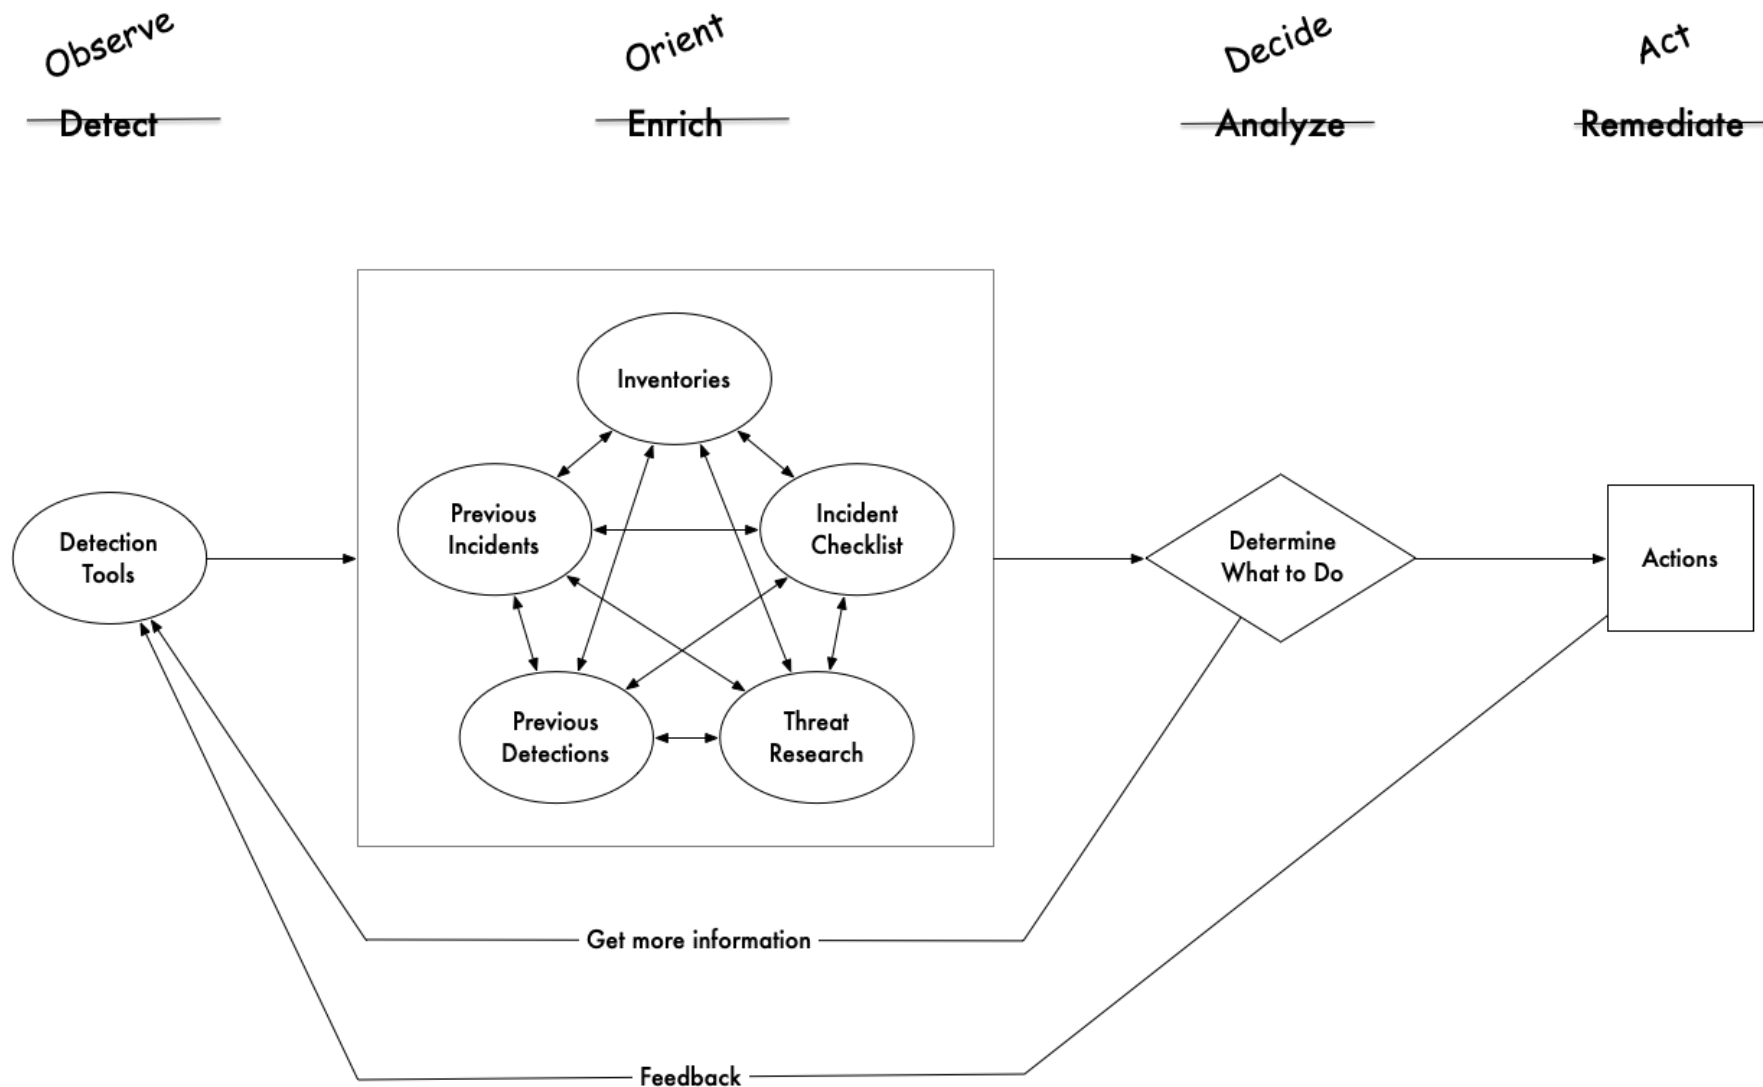 Observe
Orient
Decide
Act
Detect
Enrich
Analyze
Remediate
Inventories
Previous
Incidents
Incident
Checklist
Detection
Tools
Determine
What to Do
Actions
Previous
Detections
Threat
Research
Get more information
Feedback